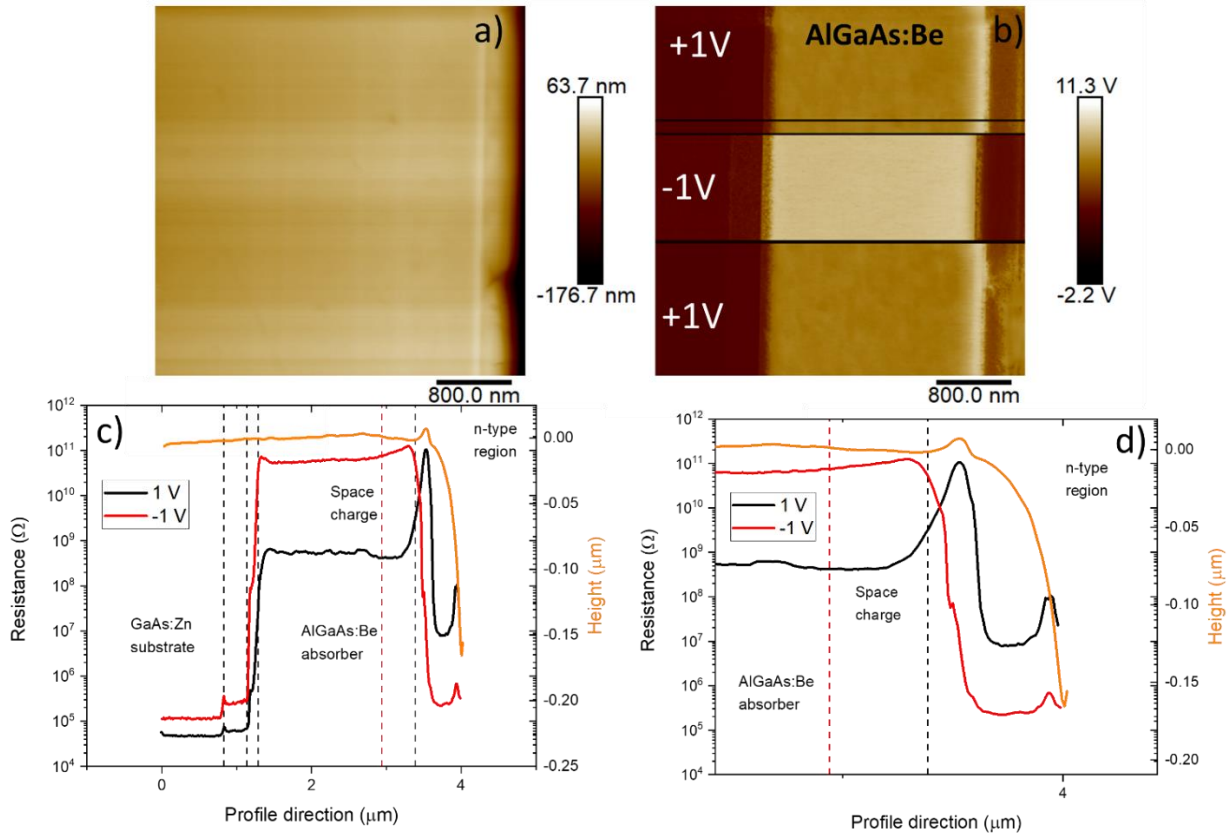 a)
63.7 nm
-176.7 nm
800.0 nm
b)
AlGaAs:Be
+1V
-1V
+1V
11.3 V
-2.2 V
800.0 nm
c)
10¹²
10¹¹
10¹⁰
10⁹
10⁸
10⁷
10⁶
10⁵
10⁴
Resistance (Ω)
1 V
-1 V
n-type
region
Space
charge
GaAs:Zn
substrate
AlGaAs:Be
absorber
0.00
-0.05
-0.10
-0.15
-0.20
-0.25
Height (μm)
0
2
4
Profile direction (μm)
d)
10¹²
10¹¹
10¹⁰
10⁹
10⁸
10⁷
10⁶
10⁵
10⁴
Resistance (Ω)
1 V
-1 V
n-type
region
Space
charge
AlGaAs:Be
absorber
0.00
-0.05
-0.10
-0.15
-0.20
Height (μm)
4
Profile direction (μm)